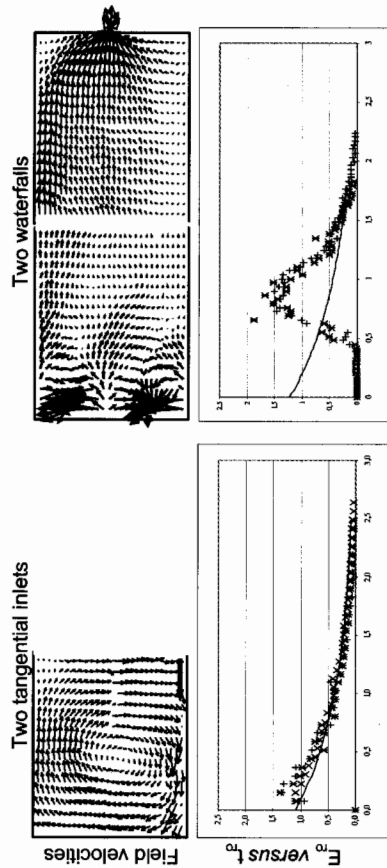 Two tangential inlets
Two waterfalls
Field velocities
E versus t
2,5
2,0
1,5
1,0
0,5
0,0
0,0 0,5 1,0 1,5 2,0 2,5 3,0
2,5
2
1,5
1
0,5
0
0 0,5 1 1,5 2 2,5 3